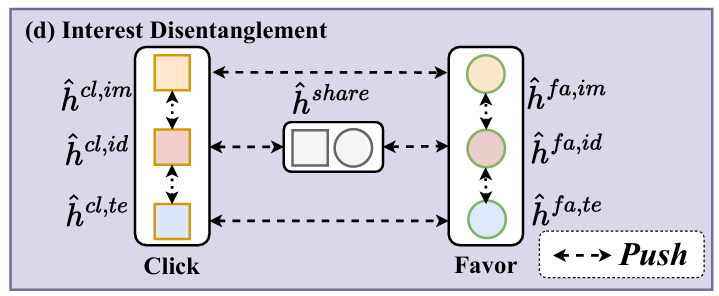 (d) Interest Disentanglement
ĥ^{cl,im}
ĥ^{share}
ĥ^{fa,im}
ĥ^{cl,id}
ĥ^{fa,id}
ĥ^{cl,te}
ĥ^{fa,te}
Click
Favor
Push